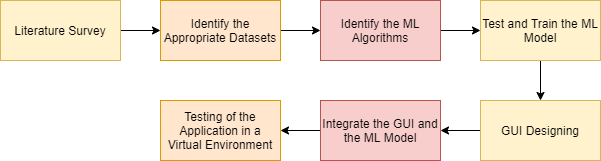 Literature Survey
Identify the
Appropriate Datasets
Identify the ML
Algorithms
Test and Train the ML
Model
GUI Designing
Integrate the GUI and
the ML Model
Testing of the
Application in a
Virtual Environment